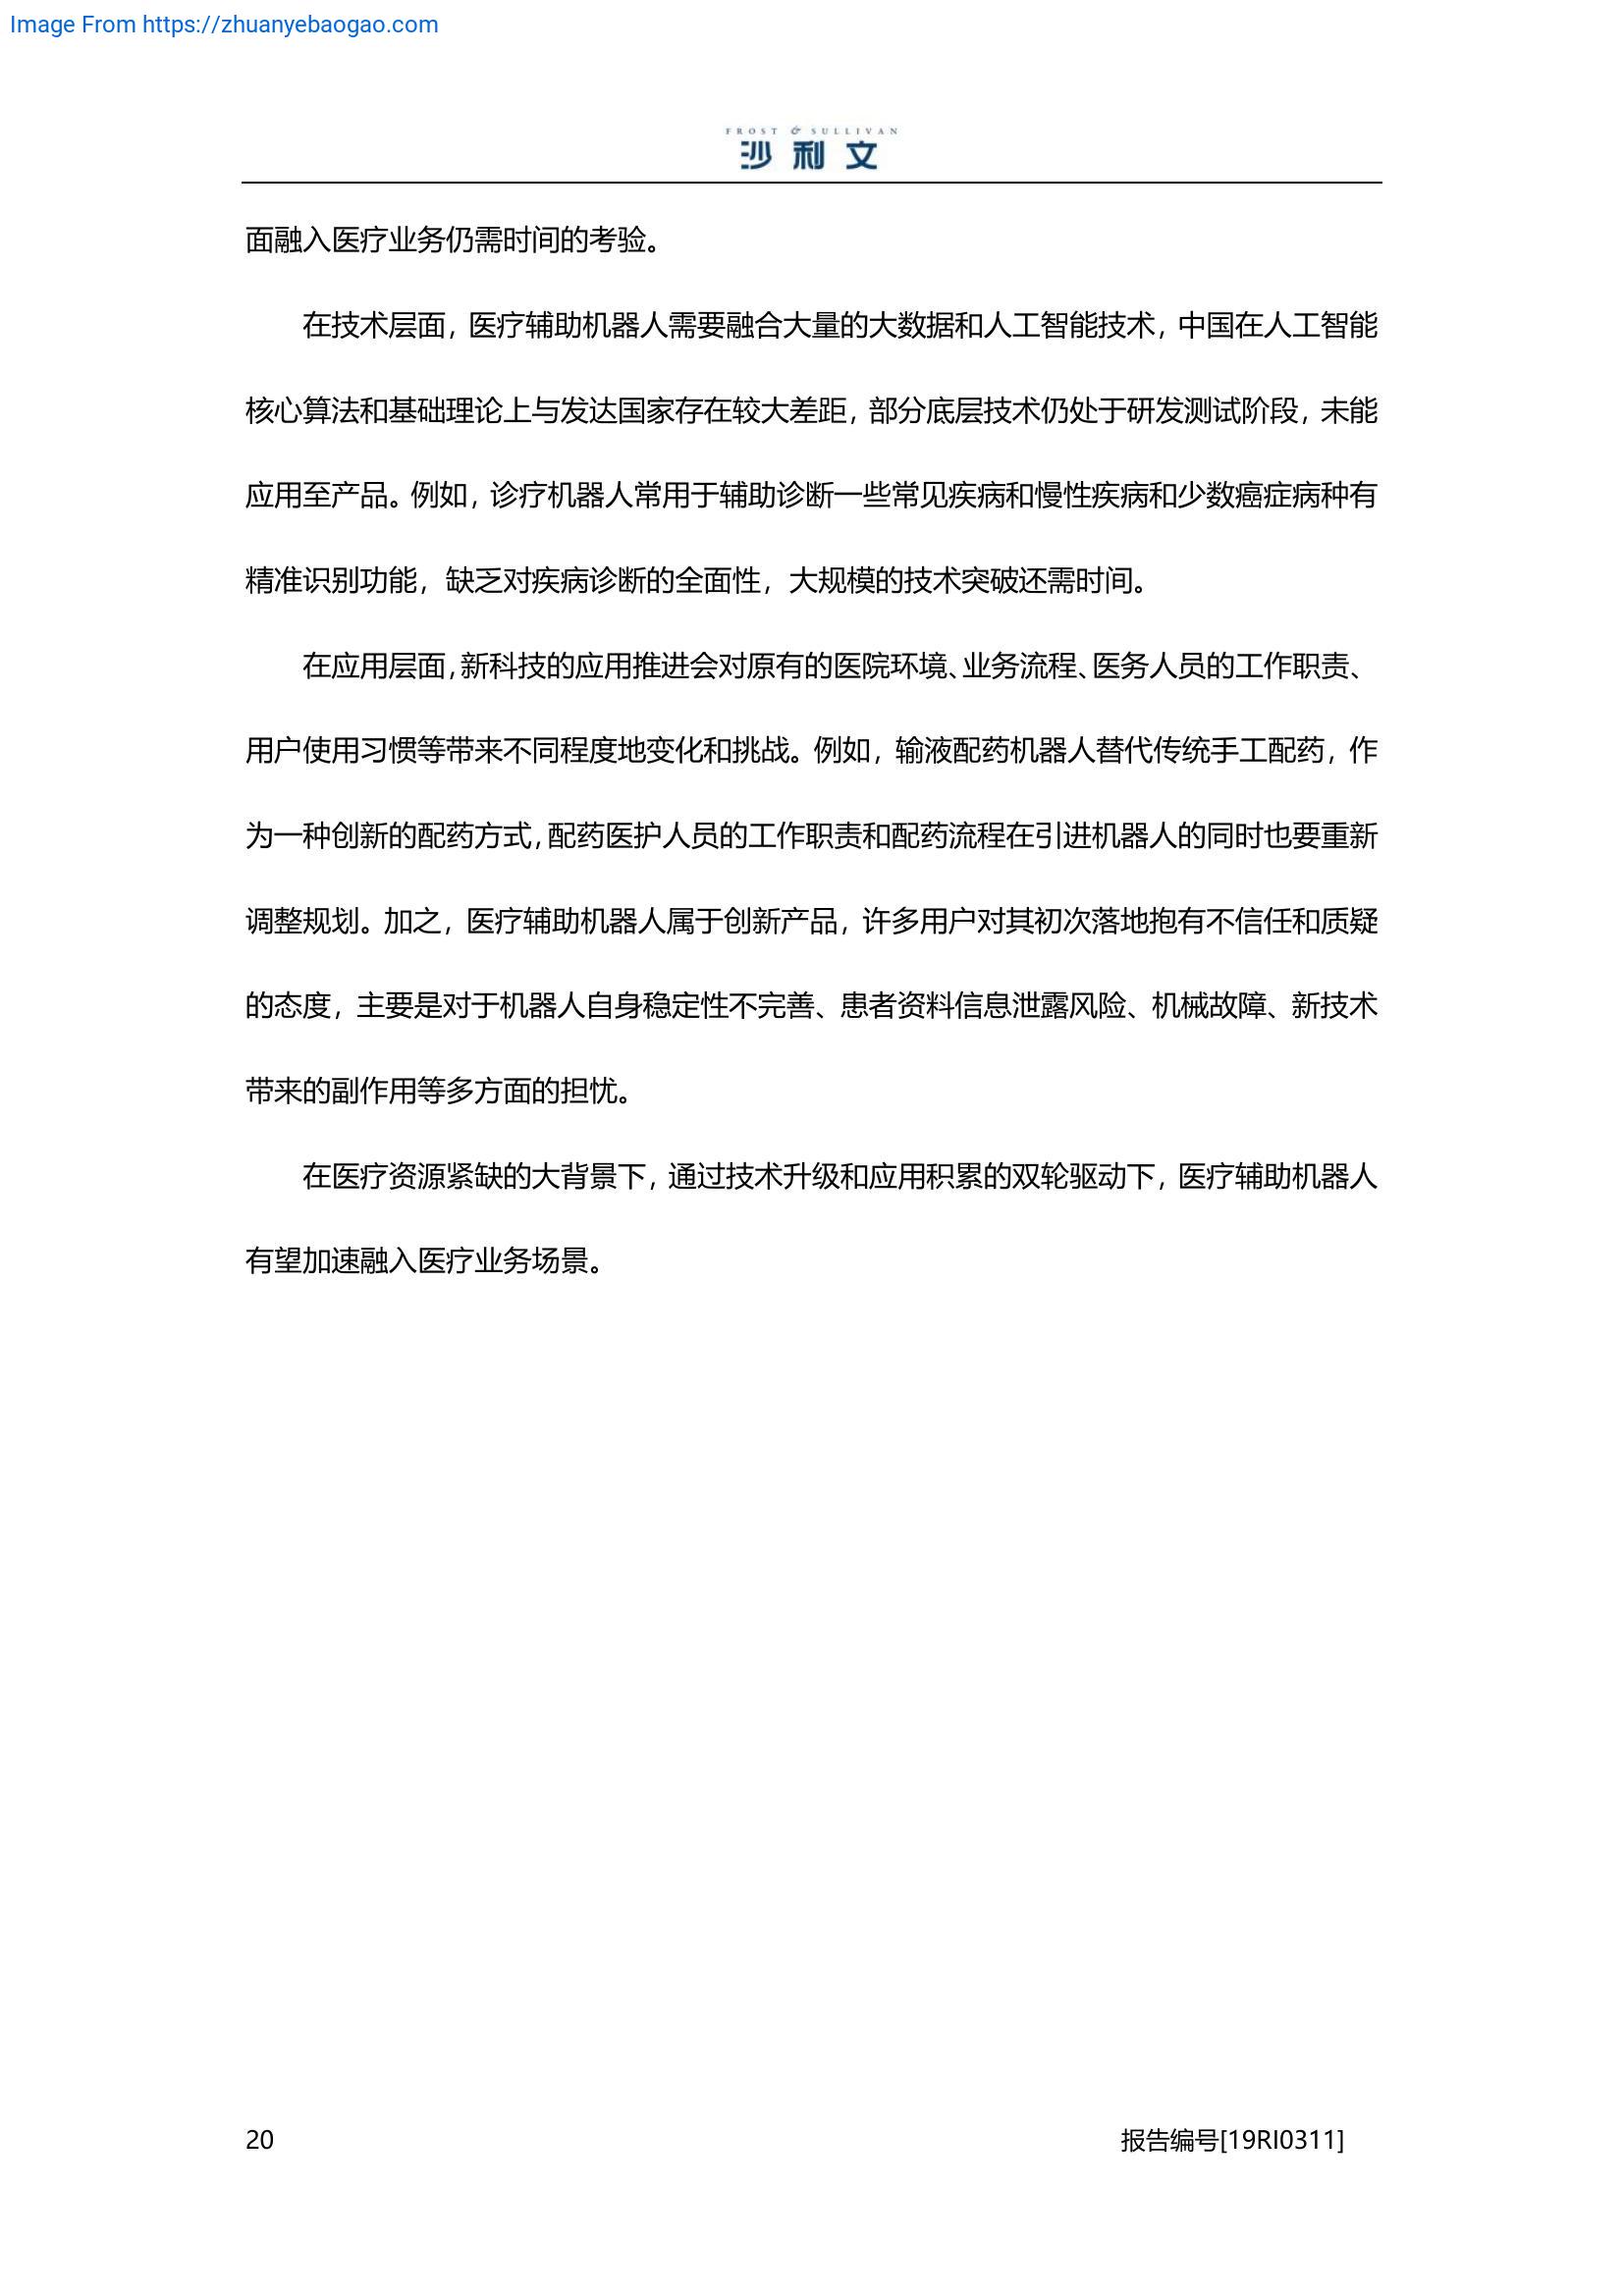 Image From https://zhuanyebaogao.com
FROST & SULLIVAN
沙利文
面融入医疗业务仍需时间的考验。
在技术层面，医疗辅助机器人需要融合大量的大数据和人工智能技术，中国在人工智能
核心算法和基础理论上与发达国家存在较大差距，部分底层技术仍处于研发测试阶段，未能
应用至产品。例如，诊疗机器人常用于辅助诊断一些常见疾病和慢性疾病和少数癌症病种有
精准识别功能，缺乏对疾病诊断的全面性，大规模的技术突破还需时间。
在应用层面，新科技的应用推进会对原有的医院环境、业务流程、医务人员的工作职责、
用户使用习惯等带来不同程度地变化和挑战。例如，输液配药机器人替代传统手工配药，作
为一种创新的配药方式，配药医护人员的工作职责和配药流程在引进机器人的同时也要重新
调整规划。加之，医疗辅助机器人属于创新产品，许多用户对其初次落地抱有不信任和质疑
的态度，主要是对于机器人自身稳定性不完善、患者资料信息泄露风险、机械故障、新技术
带来的副作用等多方面的担忧。
在医疗资源紧缺的大背景下，通过技术升级和应用积累的双轮驱动下，医疗辅助机器人
有望加速融入医疗业务场景。
20
报告编号[19RI0311]